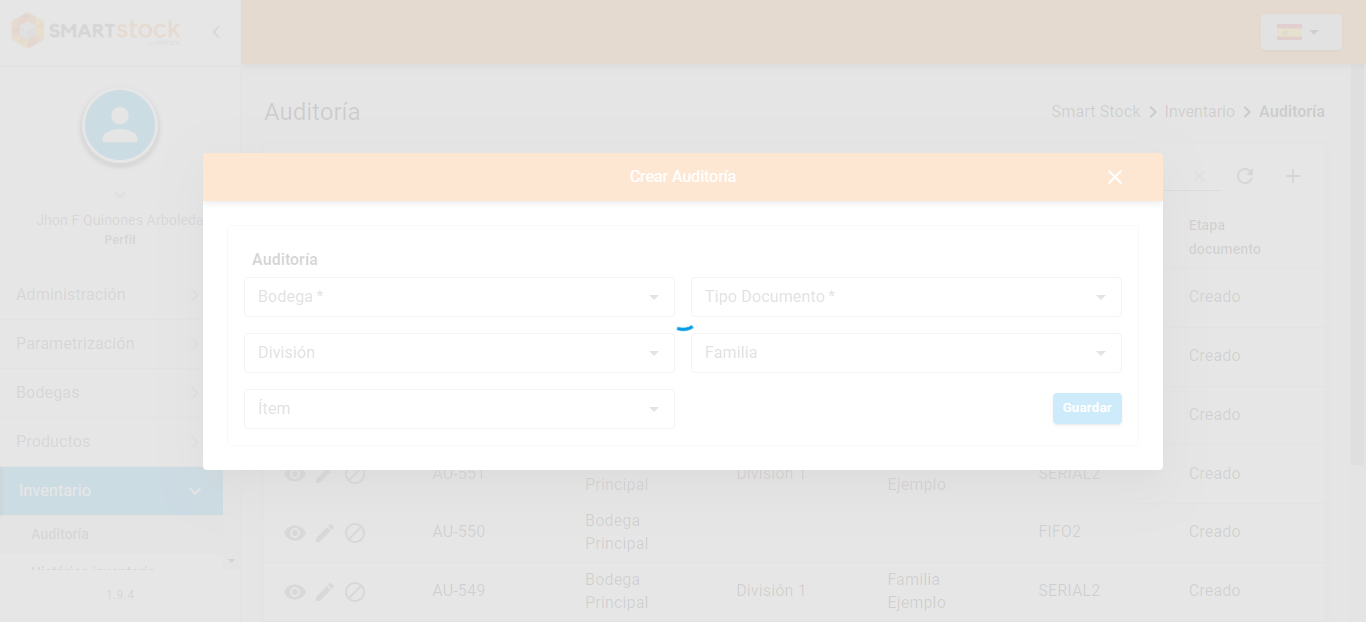 SMARTstock
Auditoría
Smart Stock > Inventario > Auditoría
Crear Auditoría
Jhon F Quinones Arboleda
Perfil
Etapa
documento
Auditoría
Administración
Bodega *
Tipo Documento *
Creado
Parametrización
División
Familia
Creado
Bodegas
Ítem
Guardar
Creado
Productos
AU-551
Principal
División 1
Ejemplo
SERIAL2
Creado
Inventario
Auditoría
AU-550
Bodega
Principal
FIFO2
Creado
Histórico inventario
1.9.4
AU-549
Bodega
Principal
División 1
Familia
Ejemplo
SERIAL2
Creado